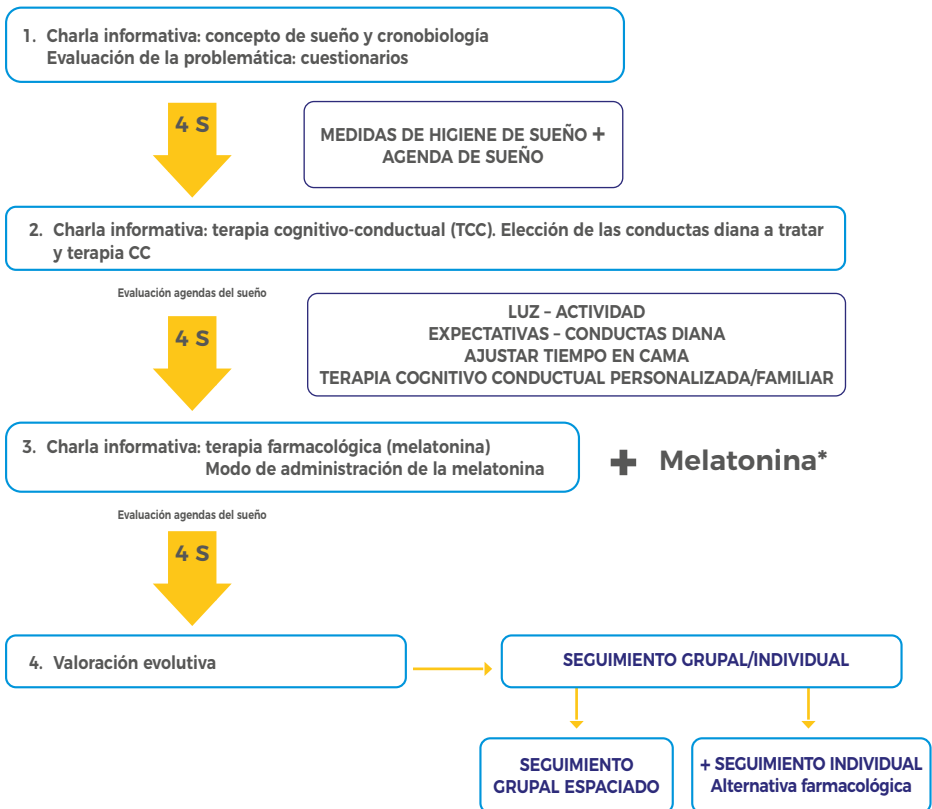 1. Charla informativa: concepto de sueño y cronobiología
Evaluación de la problemática: cuestionarios
4 S
MEDIDAS DE HIGIENE DE SUEÑO +
AGENDA DE SUEÑO
2. Charla informativa: terapia cognitivo-conductual (TCC). Elección de las conductas diana a tratar
y terapia CC
Evaluación agendas del sueño
4 S
LUZ – ACTIVIDAD
EXPECTATIVAS – CONDUCTAS DIANA
AJUSTAR TIEMPO EN CAMA
TERAPIA COGNITIVO CONDUCTUAL PERSONALIZADA/FAMILIAR
3. Charla informativa: terapia farmacológica (melatonina)
Modo de administración de la melatonina
+ Melatonina*
Evaluación agendas del sueño
4 S
4. Valoración evolutiva
SEGUIMIENTO GRUPAL/INDIVIDUAL
SEGUIMIENTO
GRUPAL ESPACIADO
+ SEGUIMIENTO INDIVIDUAL
Alternativa farmacológica